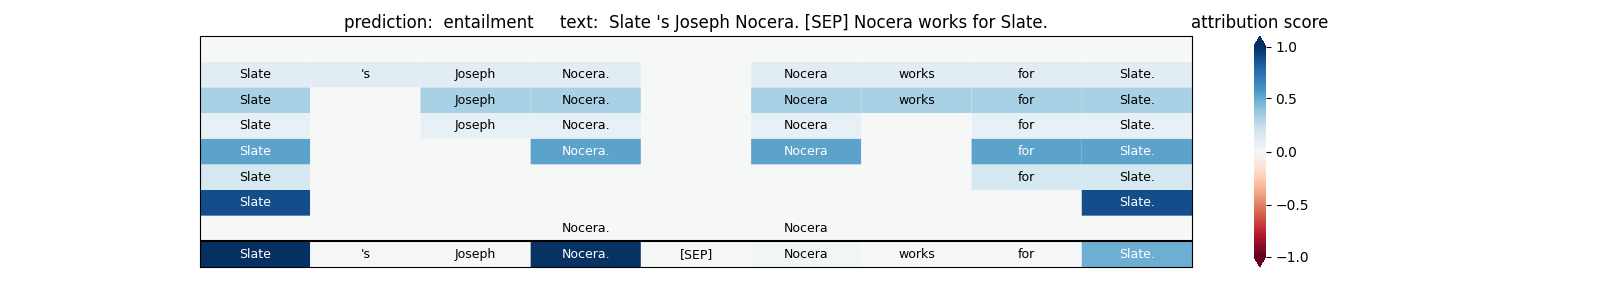 prediction: entailment text: Slate 's Joseph Nocera. [SEP] Nocera works for Slate.
attribution score
Slate 's Joseph Nocera. Nocera works for Slate.
Slate Joseph Nocera. Nocera works for Slate.
Slate Joseph Nocera. Nocera for Slate.
Slate Nocera. Nocera for Slate.
Slate for Slate.
Slate Slate.
Nocera. Nocera
Slate 's Joseph Nocera. [SEP] Nocera works for Slate.
1.0
0.5
0.0
−0.5
−1.0